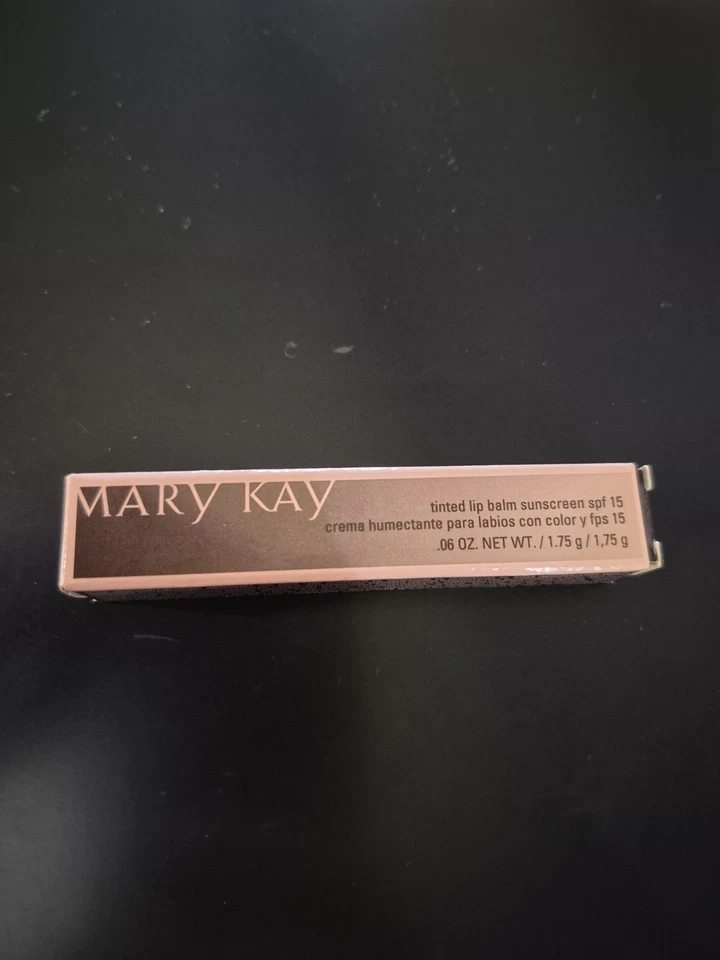 MARY KAY
tinted lip balm sunscreen spf 15
crema humectante para labios con color y fps 15
.06 OZ. NET WT. / 1.75 g / 1,75 g